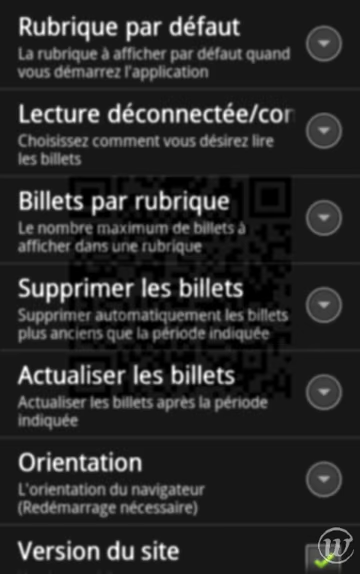 Rubrique par défaut
La rubrique à afficher par défaut quand
vous démarrez l'application
Lecture déconnectée/con
Choisissez comment vous désirez lire
les billets
Billets par rubrique
Le nombre maximum de billets à
afficher dans une rubrique
Supprimer les billets
Supprimer automatiquement les billets
plus anciens que la période indiquée
Actualiser les billets
Actualiser les billets après la période
indiquée
Orientation
L'orientation du navigateur
(Redémarrage nécessaire)
Version du site